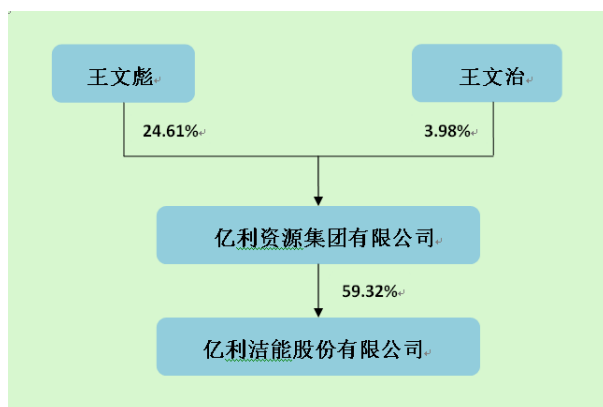 王文彪
王文治
24.61%
3.98%
亿利资源集团有限公司
59.32%
亿利洁能股份有限公司